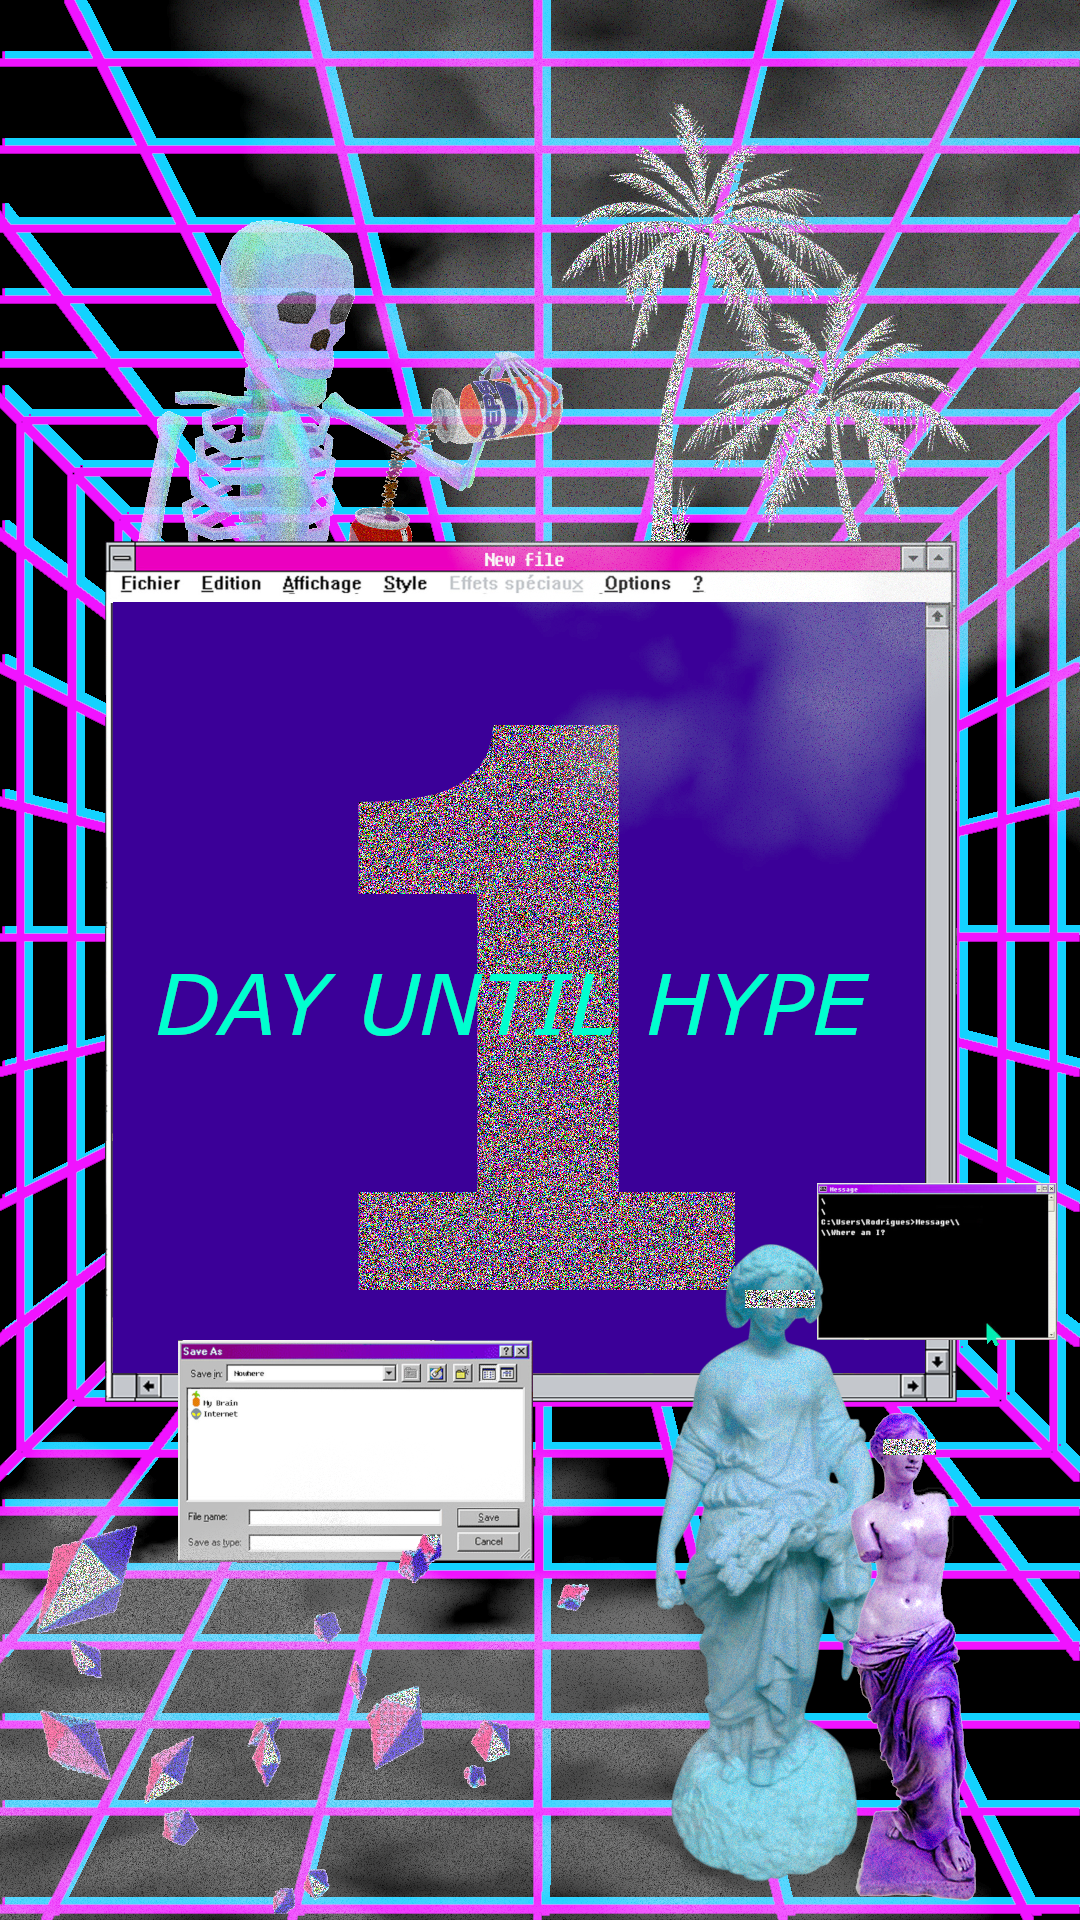 PEPSI
New file
Fichier Edition Affichage Style Effets spéciaux Options ?
1
DAY UNTIL HYPE
Message
\
\
C:\Users\Rodrigues>Message\\
\\Where am I?
Save As
Save in: Nowhere
My Brain
Internet
File name: Save
Save as type: Cancel